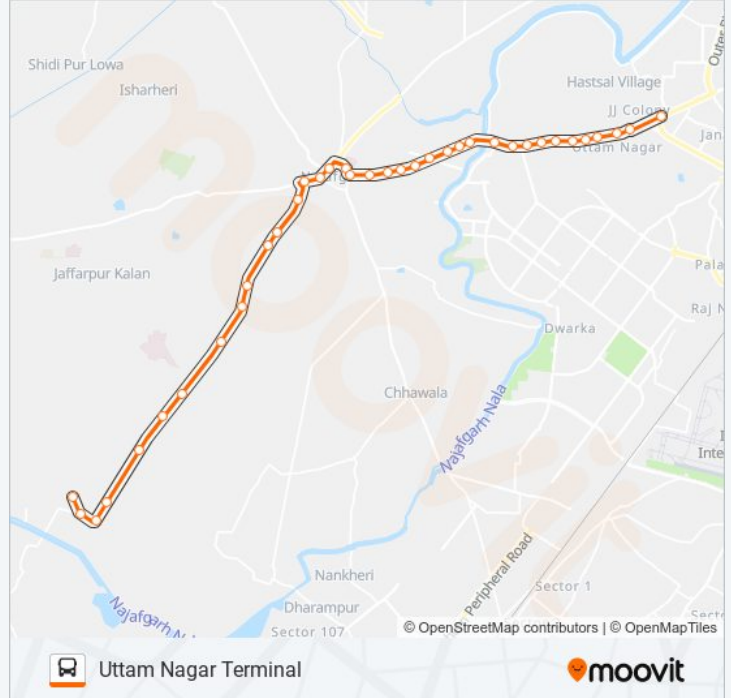 Shidi Pur Lowa
Isharheri
Hastsal Village
JJ Colony
Uttam Nagar
Jaffarpur Kalan
Dwarka
Chhawala
Najafgarh Nala
Peripheral Road
Nankheri
Dharampur
Sector 107
Sector 1
© OpenStreetMap contributors | © OpenMapTiles
Uttam Nagar Terminal
moovit
moovit